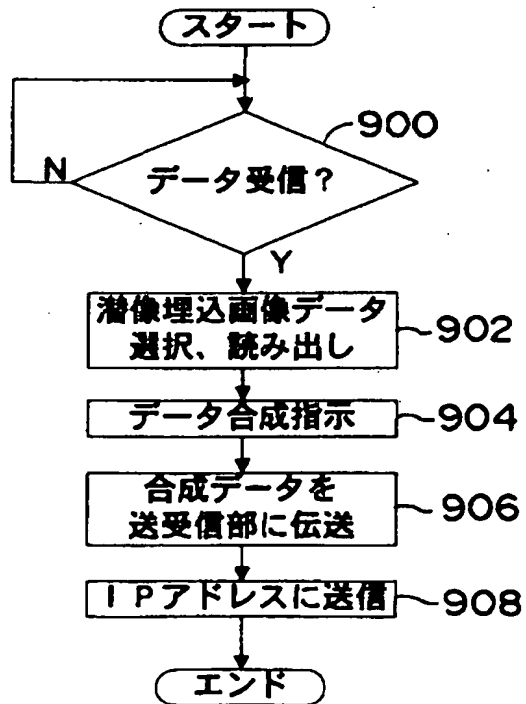 スタート
900
データ受信?
N
Y
潜像埋込画像データ
選択、読み出し
902
データ合成指示
904
合成データを
送受信部に伝送
906
IPアドレスに送信
908
エンド